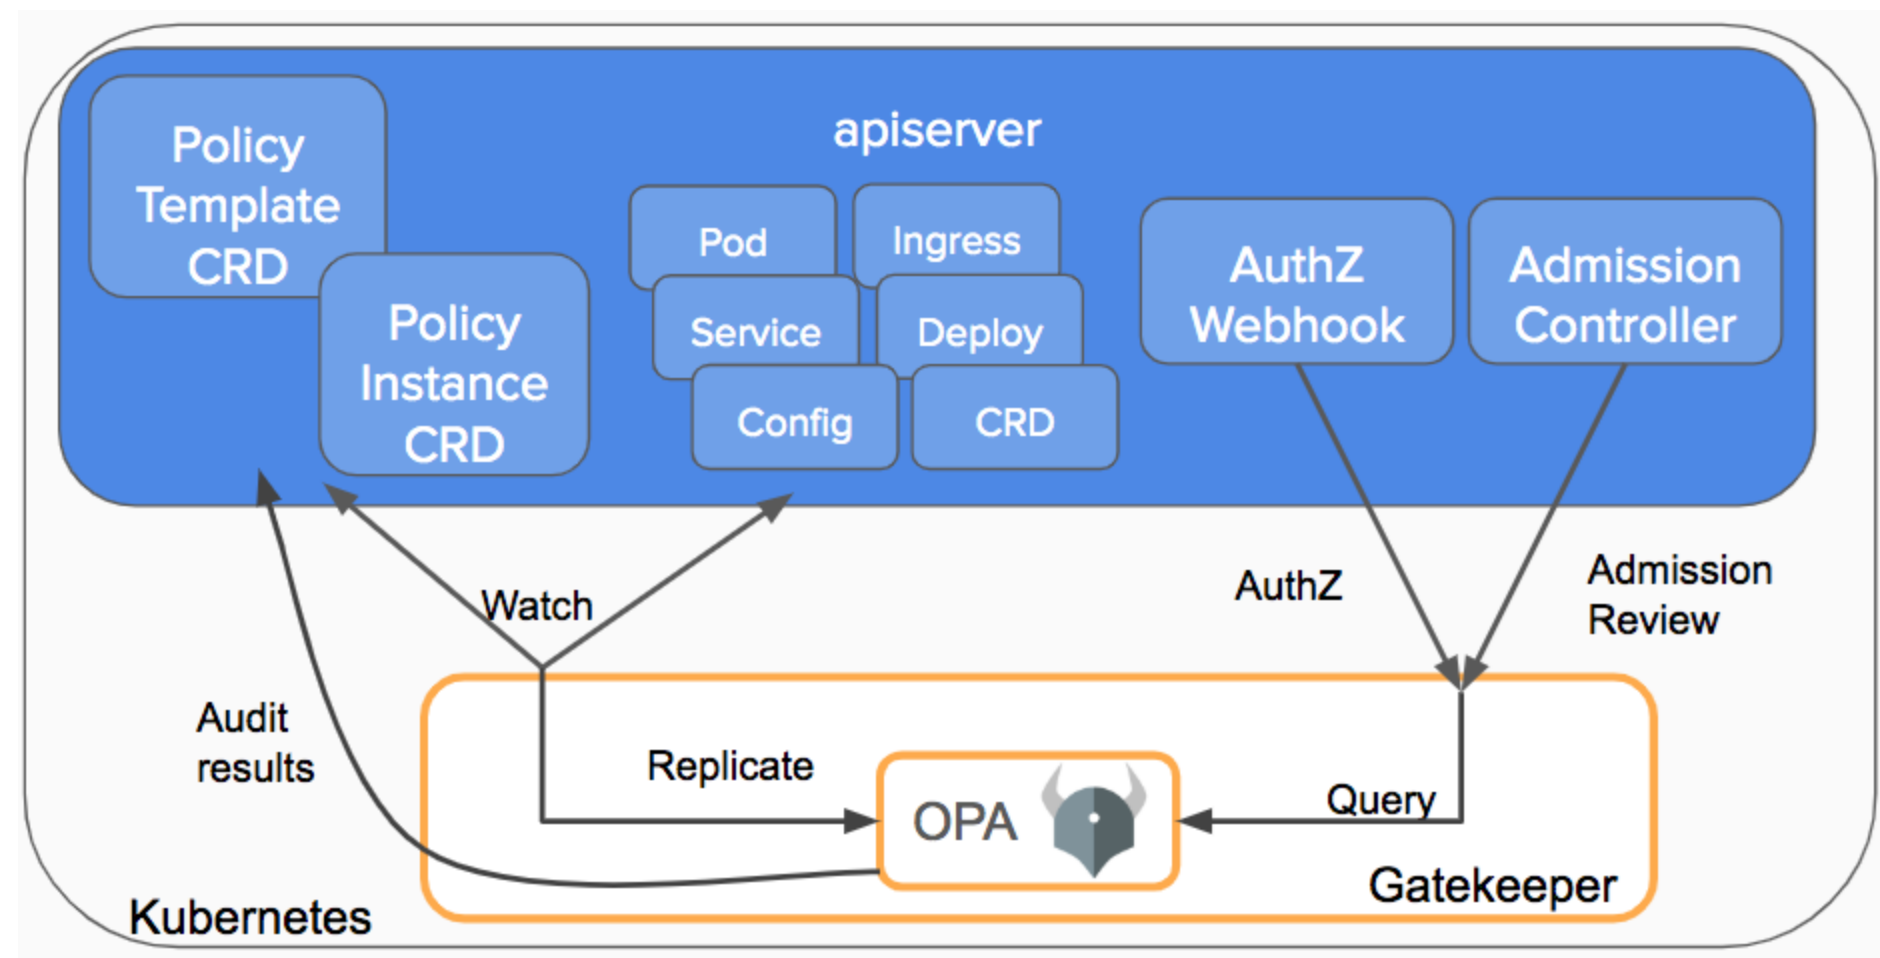 apiserver
Policy
Template
CRD
Policy
Instance
CRD
Pod
Ingress
Service
Deploy
Config
CRD
AuthZ
Webhook
Admission
Controller
Watch
AuthZ
Admission
Review
Audit
results
Replicate
OPA
Query
Gatekeeper
Kubernetes